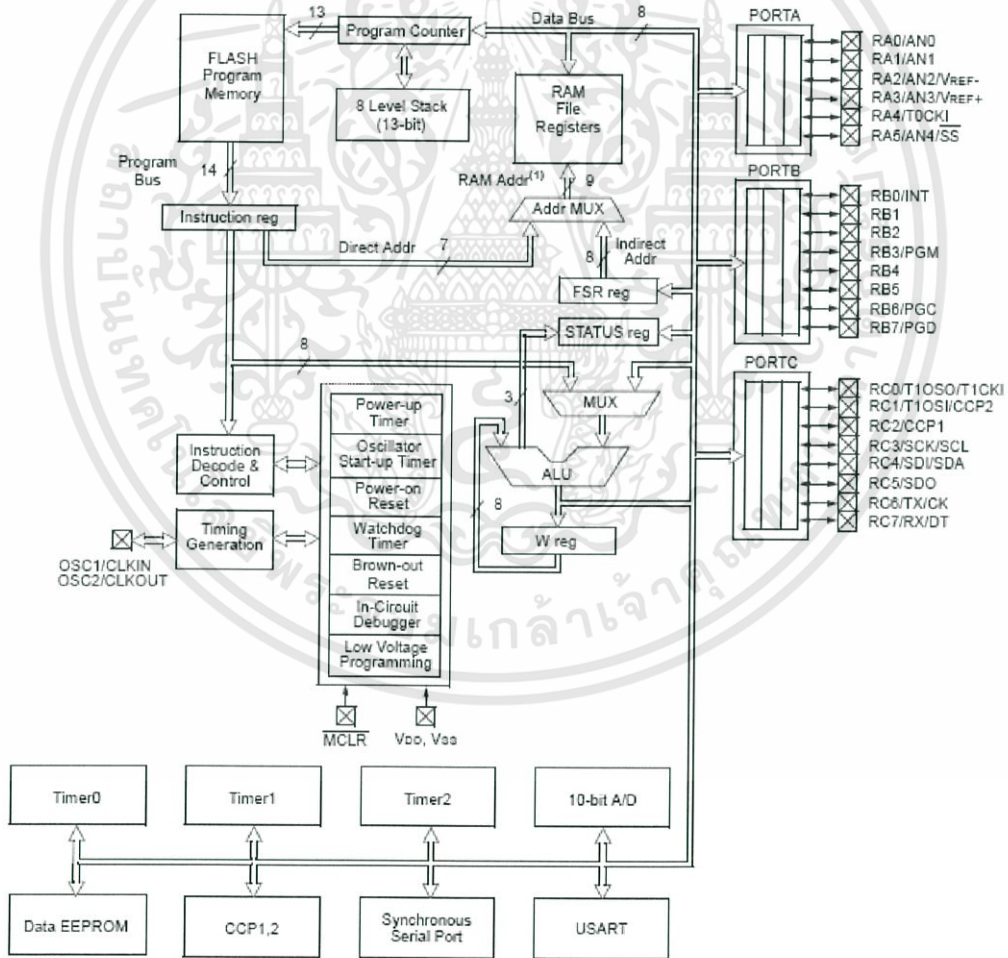 13
Program Counter
Data Bus
8
PORTA
FLASH
Program
Memory
8 Level Stack
(13-bit)
RAM
File
Registers
RA0/AN0
RA1/AN1
RA2/AN2/VREF-
RA3/AN3/VREF+
RA4/T0CKI
RA5/AN4/SS
Program
Bus
14
RAM Addr(1)
9
PORTB
Instruction reg
Addr MUX
RB0/INT
RB1
RB2
RB3/PGM
RB4
RB5
RB6/PGC
RB7/PGD
Direct Addr
7
8
Indirect
Addr
FSR reg
STATUS reg
8
PORTC
3
MUX
RC0/T1OSO/T1CKI
RC1/T1OSI/CCP2
RC2/CCP1
RC3/SCK/SCL
RC4/SDI/SDA
RC5/SDO
RC6/TX/CK
RC7/RX/DT
Power-up
Timer
Instruction
Decode &
Control
Oscillator
Start-up Timer
ALU
Power-on
Reset
8
Timing
Generation
Watchdog
Timer
W reg
OSC1/CLKIN
OSC2/CLKOUT
Brown-out
Reset
In-Circuit
Debugger
Low Voltage
Programming
MCLR
VDD, VSS
Timer0
Timer1
Timer2
10-bit A/D
Data EEPROM
CCP1,2
Synchronous
Serial Port
USART